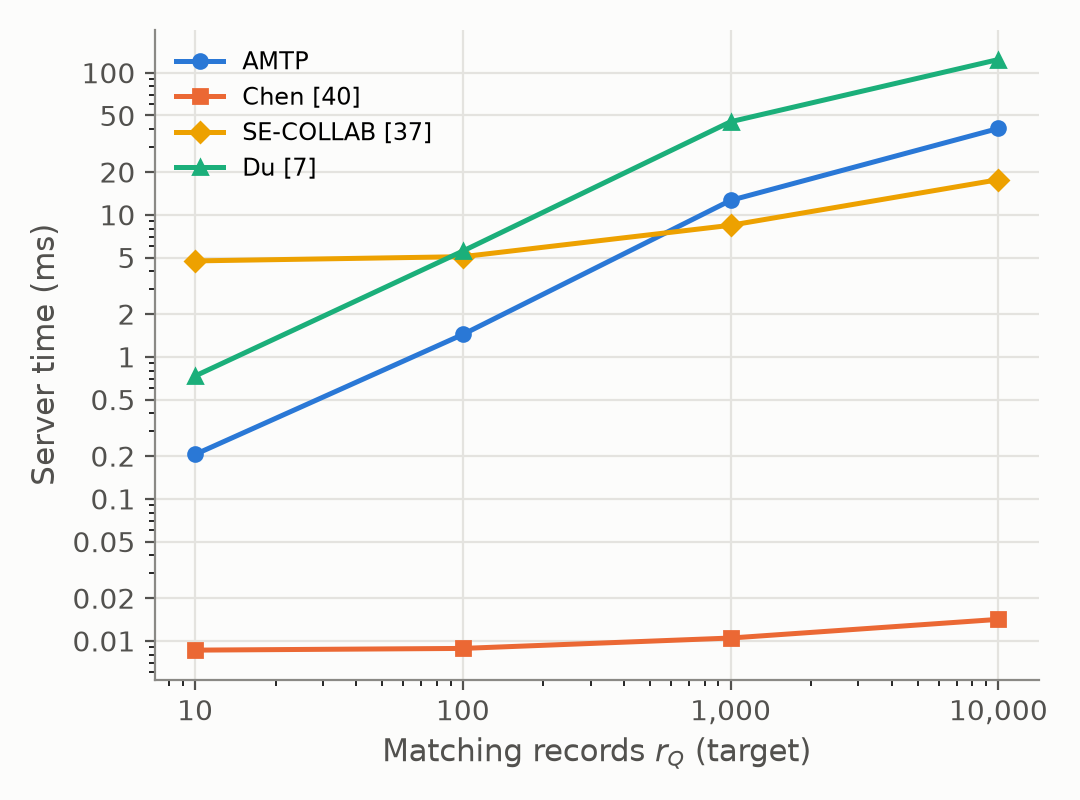 AMTP
Chen [40]
SE-COLLAB [37]
Du [7]
100
50
20
10
5
2
1
0.5
0.2
0.1
0.05
0.02
0.01
Server time (ms)
10
100
1,000
10,000
Matching records r_Q (target)